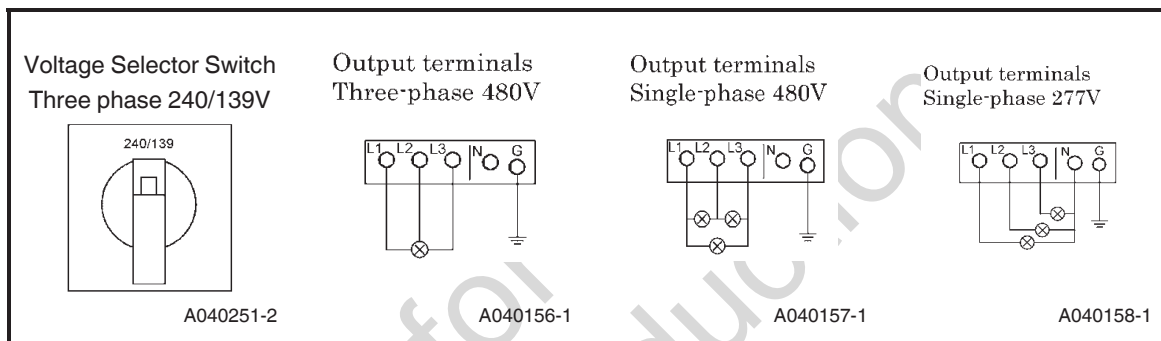 Voltage Selector Switch
Three phase 240/139V
240/139
A040251-2
Output terminals
Three-phase 480V
L1 L2 L3 N G
A040156-1
Output terminals
Single-phase 480V
L1 L2 L3 N G
A040157-1
Output terminals
Single-phase 277V
L1 L2 L3 N G
A040158-1
for